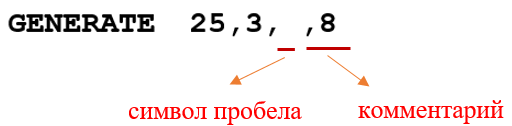 GENERATE 25,3, ,8
символ пробела
комментарий